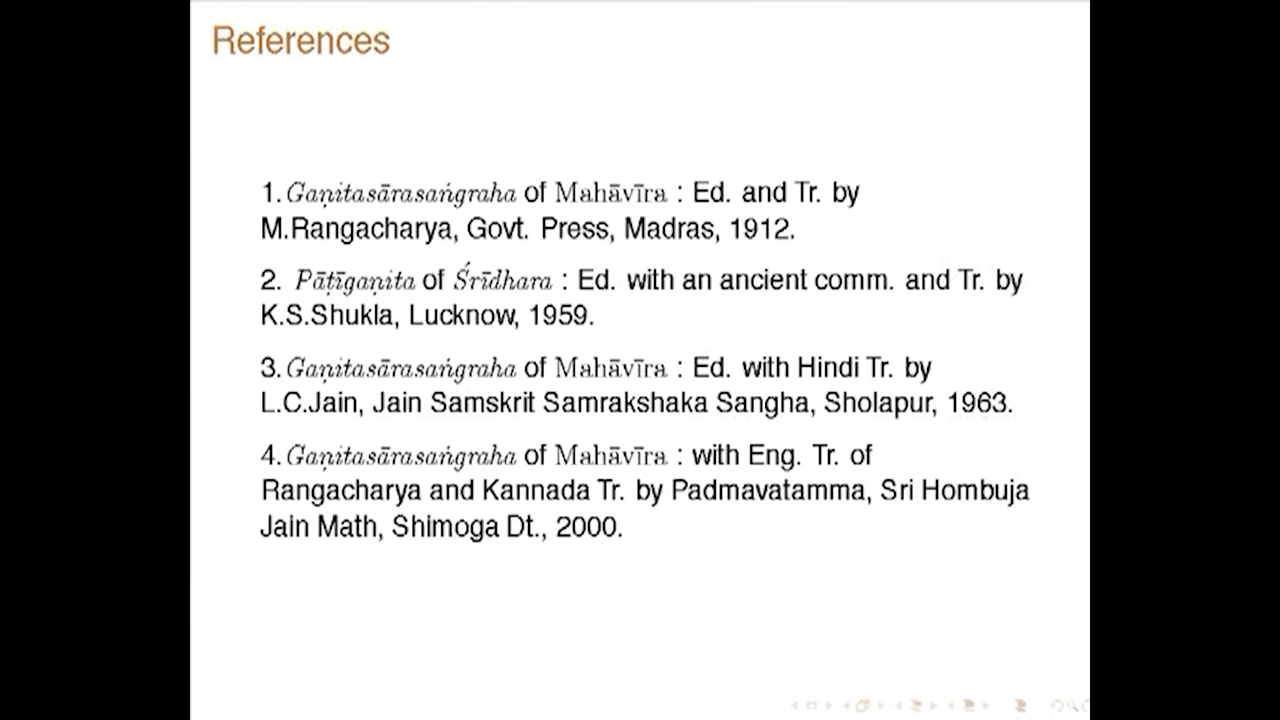 References
1. Gaṇitasārasaṅgraha of Mahāvīra : Ed. and Tr. by
M.Rangacharya, Govt. Press, Madras, 1912.
2. Pāṭīgaṇita of Śrīdhara : Ed. with an ancient comm. and Tr. by
K.S.Shukla, Lucknow, 1959.
3. Gaṇitasārasaṅgraha of Mahāvīra : Ed. with Hindi Tr. by
L.C.Jain, Jain Samskrit Samrakshaka Sangha, Sholapur, 1963.
4. Gaṇitasārasaṅgraha of Mahāvīra : with Eng. Tr. of
Rangacharya and Kannada Tr. by Padmavatamma, Sri Hombuja
Jain Math, Shimoga Dt., 2000.